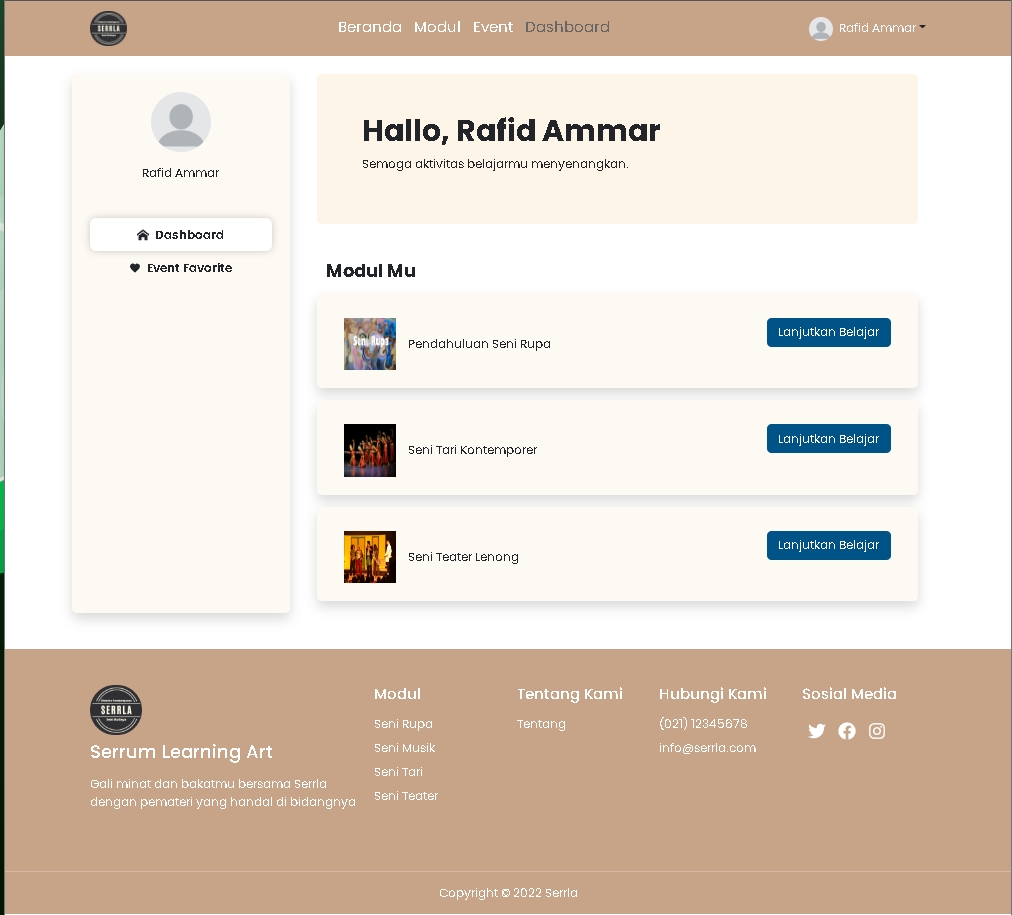 SERRLA
Beranda Modul Event Dashboard
Rafid Ammar
Rafid Ammar
Dashboard
Event Favorite
Hallo, Rafid Ammar
Semoga aktivitas belajarmu menyenangkan.
Modul Mu
Seni Rupa
Pendahuluan Seni Rupa
Lanjutkan Belajar
Seni Tari Kontemporer
Lanjutkan Belajar
Seni Teater Lenong
Lanjutkan Belajar
SERRLA
Serrum Learning Art
Gali minat dan bakatmu bersama Serrla
dengan pemateri yang handal di bidangnya
Modul
Seni Rupa
Seni Musik
Seni Tari
Seni Teater
Tentang Kami
Tentang
Hubungi Kami
(021) 12345678
info@serrla.com
Sosial Media
Copyright © 2022 Serrla